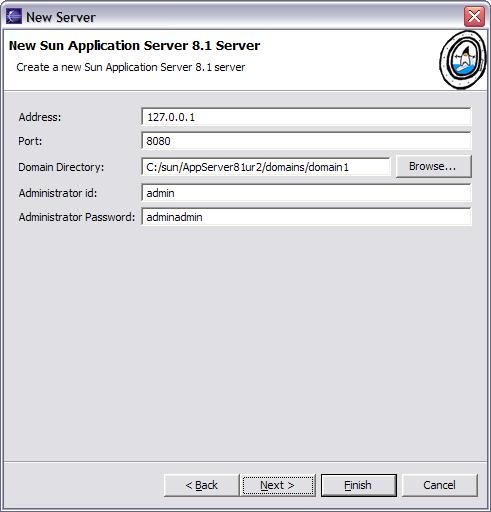 New Server
New Sun Application Server 8.1 Server
Create a new Sun Application Server 8.1 server
Address: 127.0.0.1
Port: 8080
Domain Directory: C:/sun/AppServer81ur2/domains/domain1 Browse...
Administrator id: admin
Administrator Password: adminadmin
< Back Next > Finish Cancel